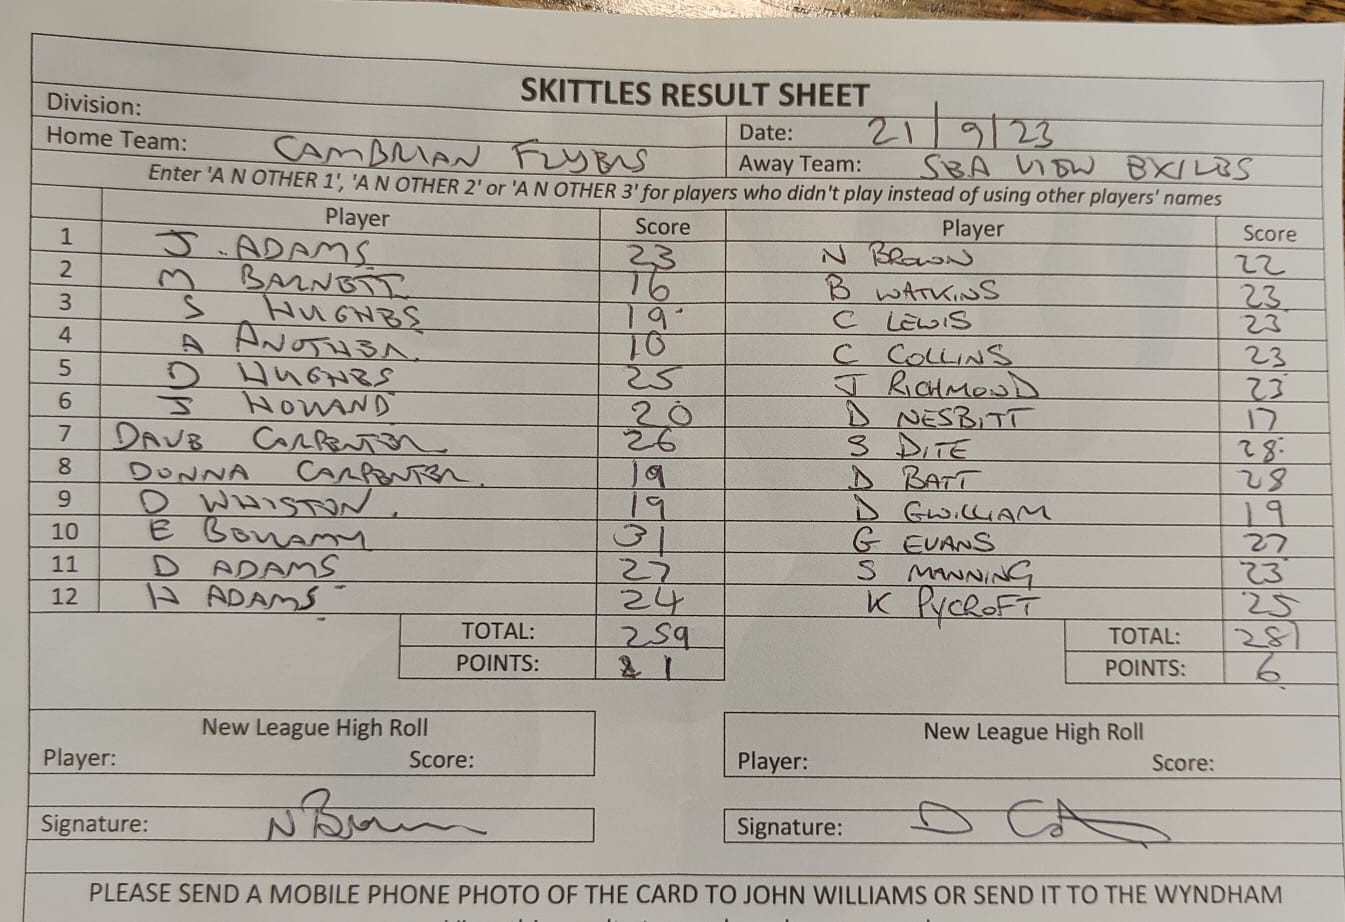 SKITTLES RESULT SHEET
Division:
Home Team: CAMBRIAN FLYERS Date: 21/9/23
Away Team: SEA VIEW EXILES
Enter 'A N OTHER 1', 'A N OTHER 2' or 'A N OTHER 3' for players who didn't play instead of using other players' names
Player Score Player Score
1 J. ADAMS 23 N BROWN 22
2 M BARNETT 16 B WATKINS 23
3 S HUGHES 19 C LEWIS 23
4 A ANOTHER 10 C COLLINS 23
5 D HUGHES 25 J RICHMOND 23
6 J HOWAND 20 D NESBITT 17
7 DAVE CARPENTER 26 S DITE 28
8 DONNA CARPENTER 19 D BATT 28
9 D WHISTON 19 D GWILLIAM 19
10 E BELLAMY 31 G EVANS 27
11 D ADAMS 27 S MANNING 23
12 H ADAMS 24 K PYCROFT 25
TOTAL: 259 TOTAL: 281
POINTS: 1 POINTS: 6
New League High Roll New League High Roll
Player: Score: Player: Score:
Signature: N Brown Signature: D
PLEASE SEND A MOBILE PHONE PHOTO OF THE CARD TO JOHN WILLIAMS OR SEND IT TO THE WYNDHAM